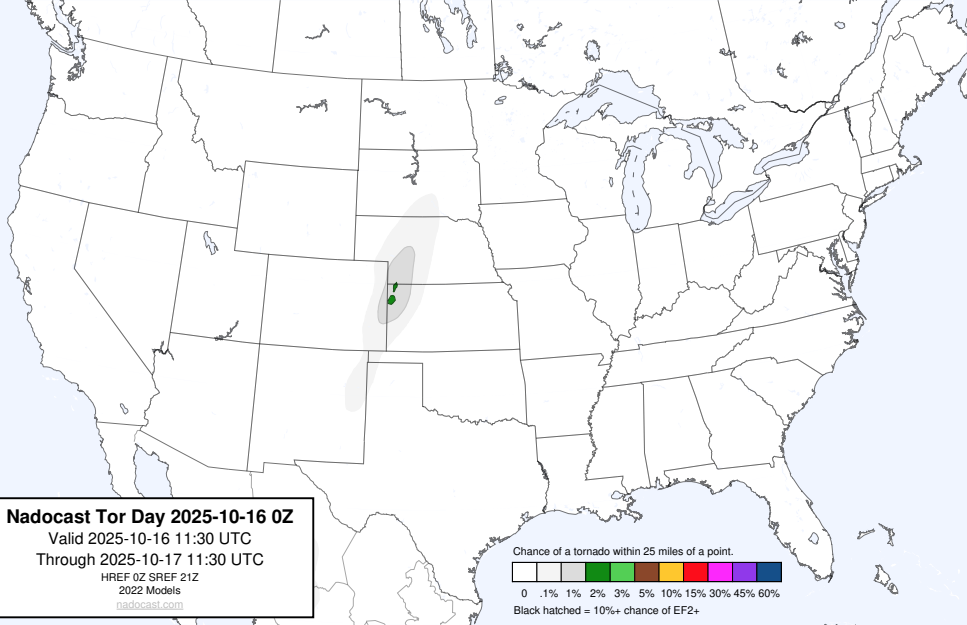 Nadocast Tor Day 2025-10-16 0Z
Valid 2025-10-16 11:30 UTC
Through 2025-10-17 11:30 UTC
HREF 0Z SREF 21Z
2022 Models
nadocast.com
Chance of a tornado within 25 miles of a point.
0 .1% 1% 2% 3% 5% 10% 15% 30% 45% 60%
Black hatched = 10%+ chance of EF2+